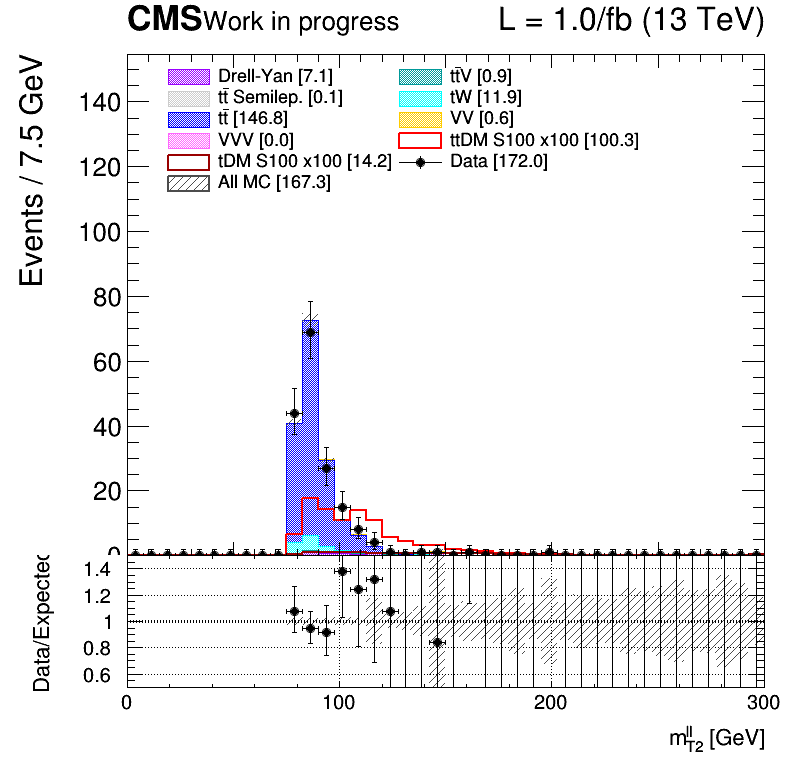 CMS Work in progress L = 1.0/fb (13 TeV)
Events / 7.5 GeV
140
120
100
80
60
40
20
0
Drell-Yan [7.1]
tt̄V [0.9]
tt̄ Semilep. [0.1]
tW [11.9]
tt̄ [146.8]
VV [0.6]
VVV [0.0]
ttDM S100 x100 [100.3]
tDM S100 x100 [14.2]
Data [172.0]
All MC [167.3]
Data/Expected
1.4
1.2
1
0.8
0.6
0 100 200 300
m^ll_T2 [GeV]